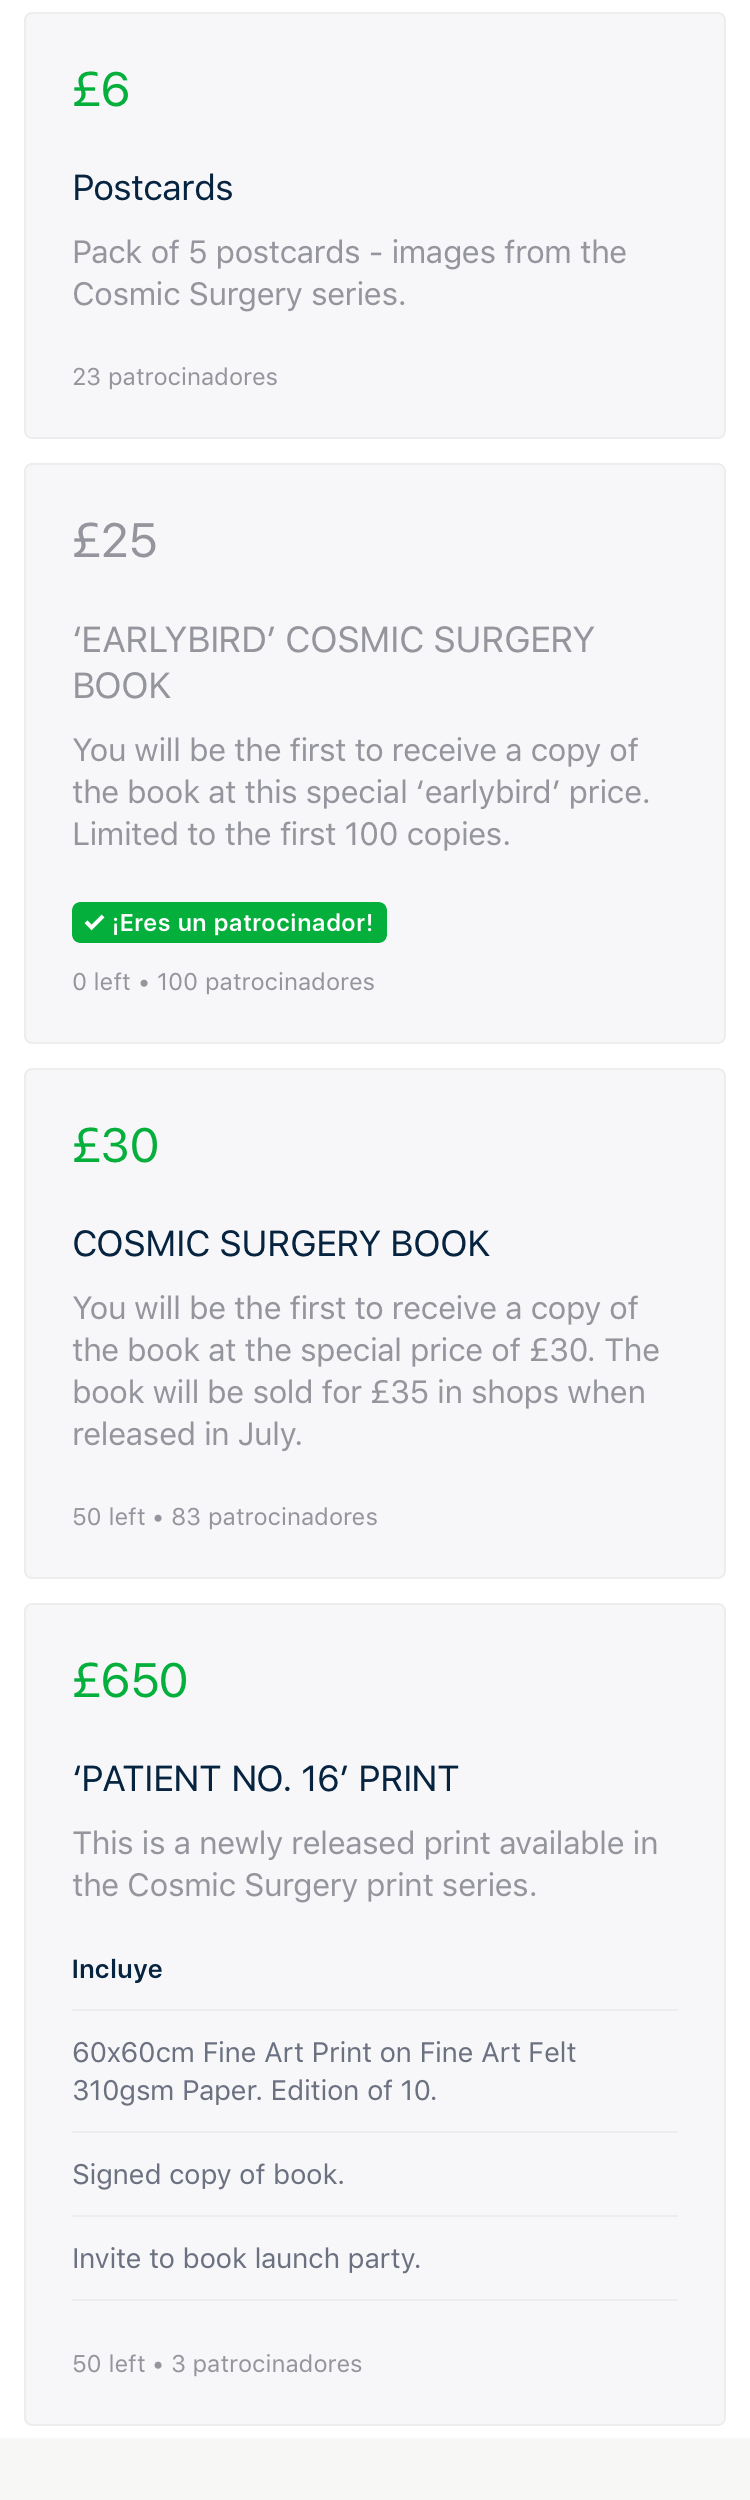 £6
Postcards
Pack of 5 postcards - images from the
Cosmic Surgery series.
23 patrocinadores
£25
‘EARLYBIRD’ COSMIC SURGERY
BOOK
You will be the first to receive a copy of
the book at this special ‘earlybird’ price.
Limited to the first 100 copies.
✓ ¡Eres un patrocinador!
0 left • 100 patrocinadores
£30
COSMIC SURGERY BOOK
You will be the first to receive a copy of
the book at the special price of £30. The
book will be sold for £35 in shops when
released in July.
50 left • 83 patrocinadores
£650
‘PATIENT NO. 16’ PRINT
This is a newly released print available in
the Cosmic Surgery print series.
Incluye
60x60cm Fine Art Print on Fine Art Felt
310gsm Paper. Edition of 10.
Signed copy of book.
Invite to book launch party.
50 left • 3 patrocinadores